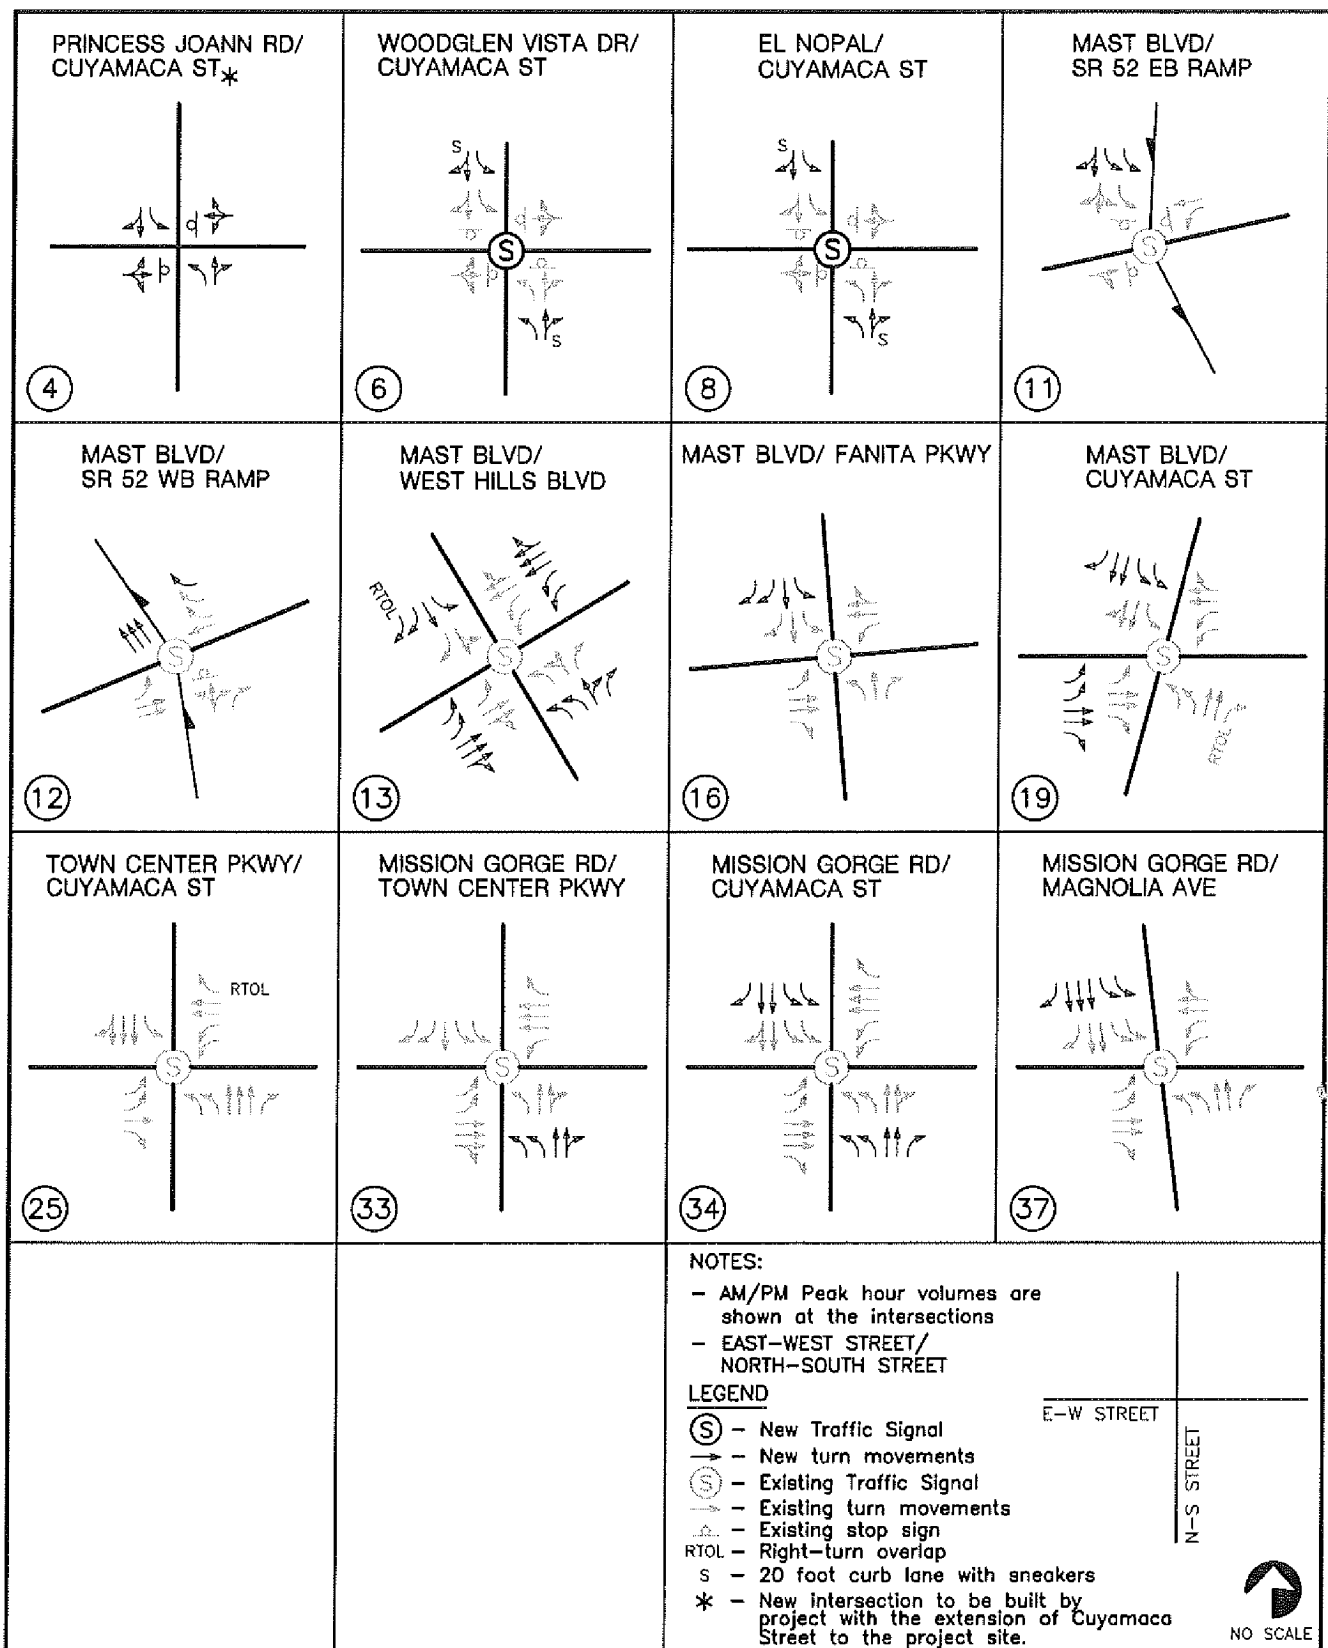 PRINCESS JOANN RD/
CUYAMACA ST*
4
WOODGLEN VISTA DR/
CUYAMACA ST
S
S
S
6
EL NOPAL/
CUYAMACA ST
S
S
S
8
MAST BLVD/
SR 52 EB RAMP
S
11
MAST BLVD/
SR 52 WB RAMP
S
12
MAST BLVD/
WEST HILLS BLVD
RTOL
S
13
MAST BLVD/ FANITA PKWY
S
16
MAST BLVD/
CUYAMACA ST
S
RTOL
19
TOWN CENTER PKWY/
CUYAMACA ST
RTOL
S
25
MISSION GORGE RD/
TOWN CENTER PKWY
S
33
MISSION GORGE RD/
CUYAMACA ST
S
34
MISSION GORGE RD/
MAGNOLIA AVE
S
37
NOTES:
- AM/PM Peak hour volumes are
shown at the intersections
- EAST-WEST STREET/
NORTH-SOUTH STREET
LEGEND
S - New Traffic Signal
- New turn movements
S - Existing Traffic Signal
- Existing turn movements
- Existing stop sign
RTOL - Right-turn overlap
S - 20 foot curb lane with sneakers
* - New intersection to be built by
project with the extension of Cuyamaca
Street to the project site.
E-W STREET
N-S STREET
NO SCALE